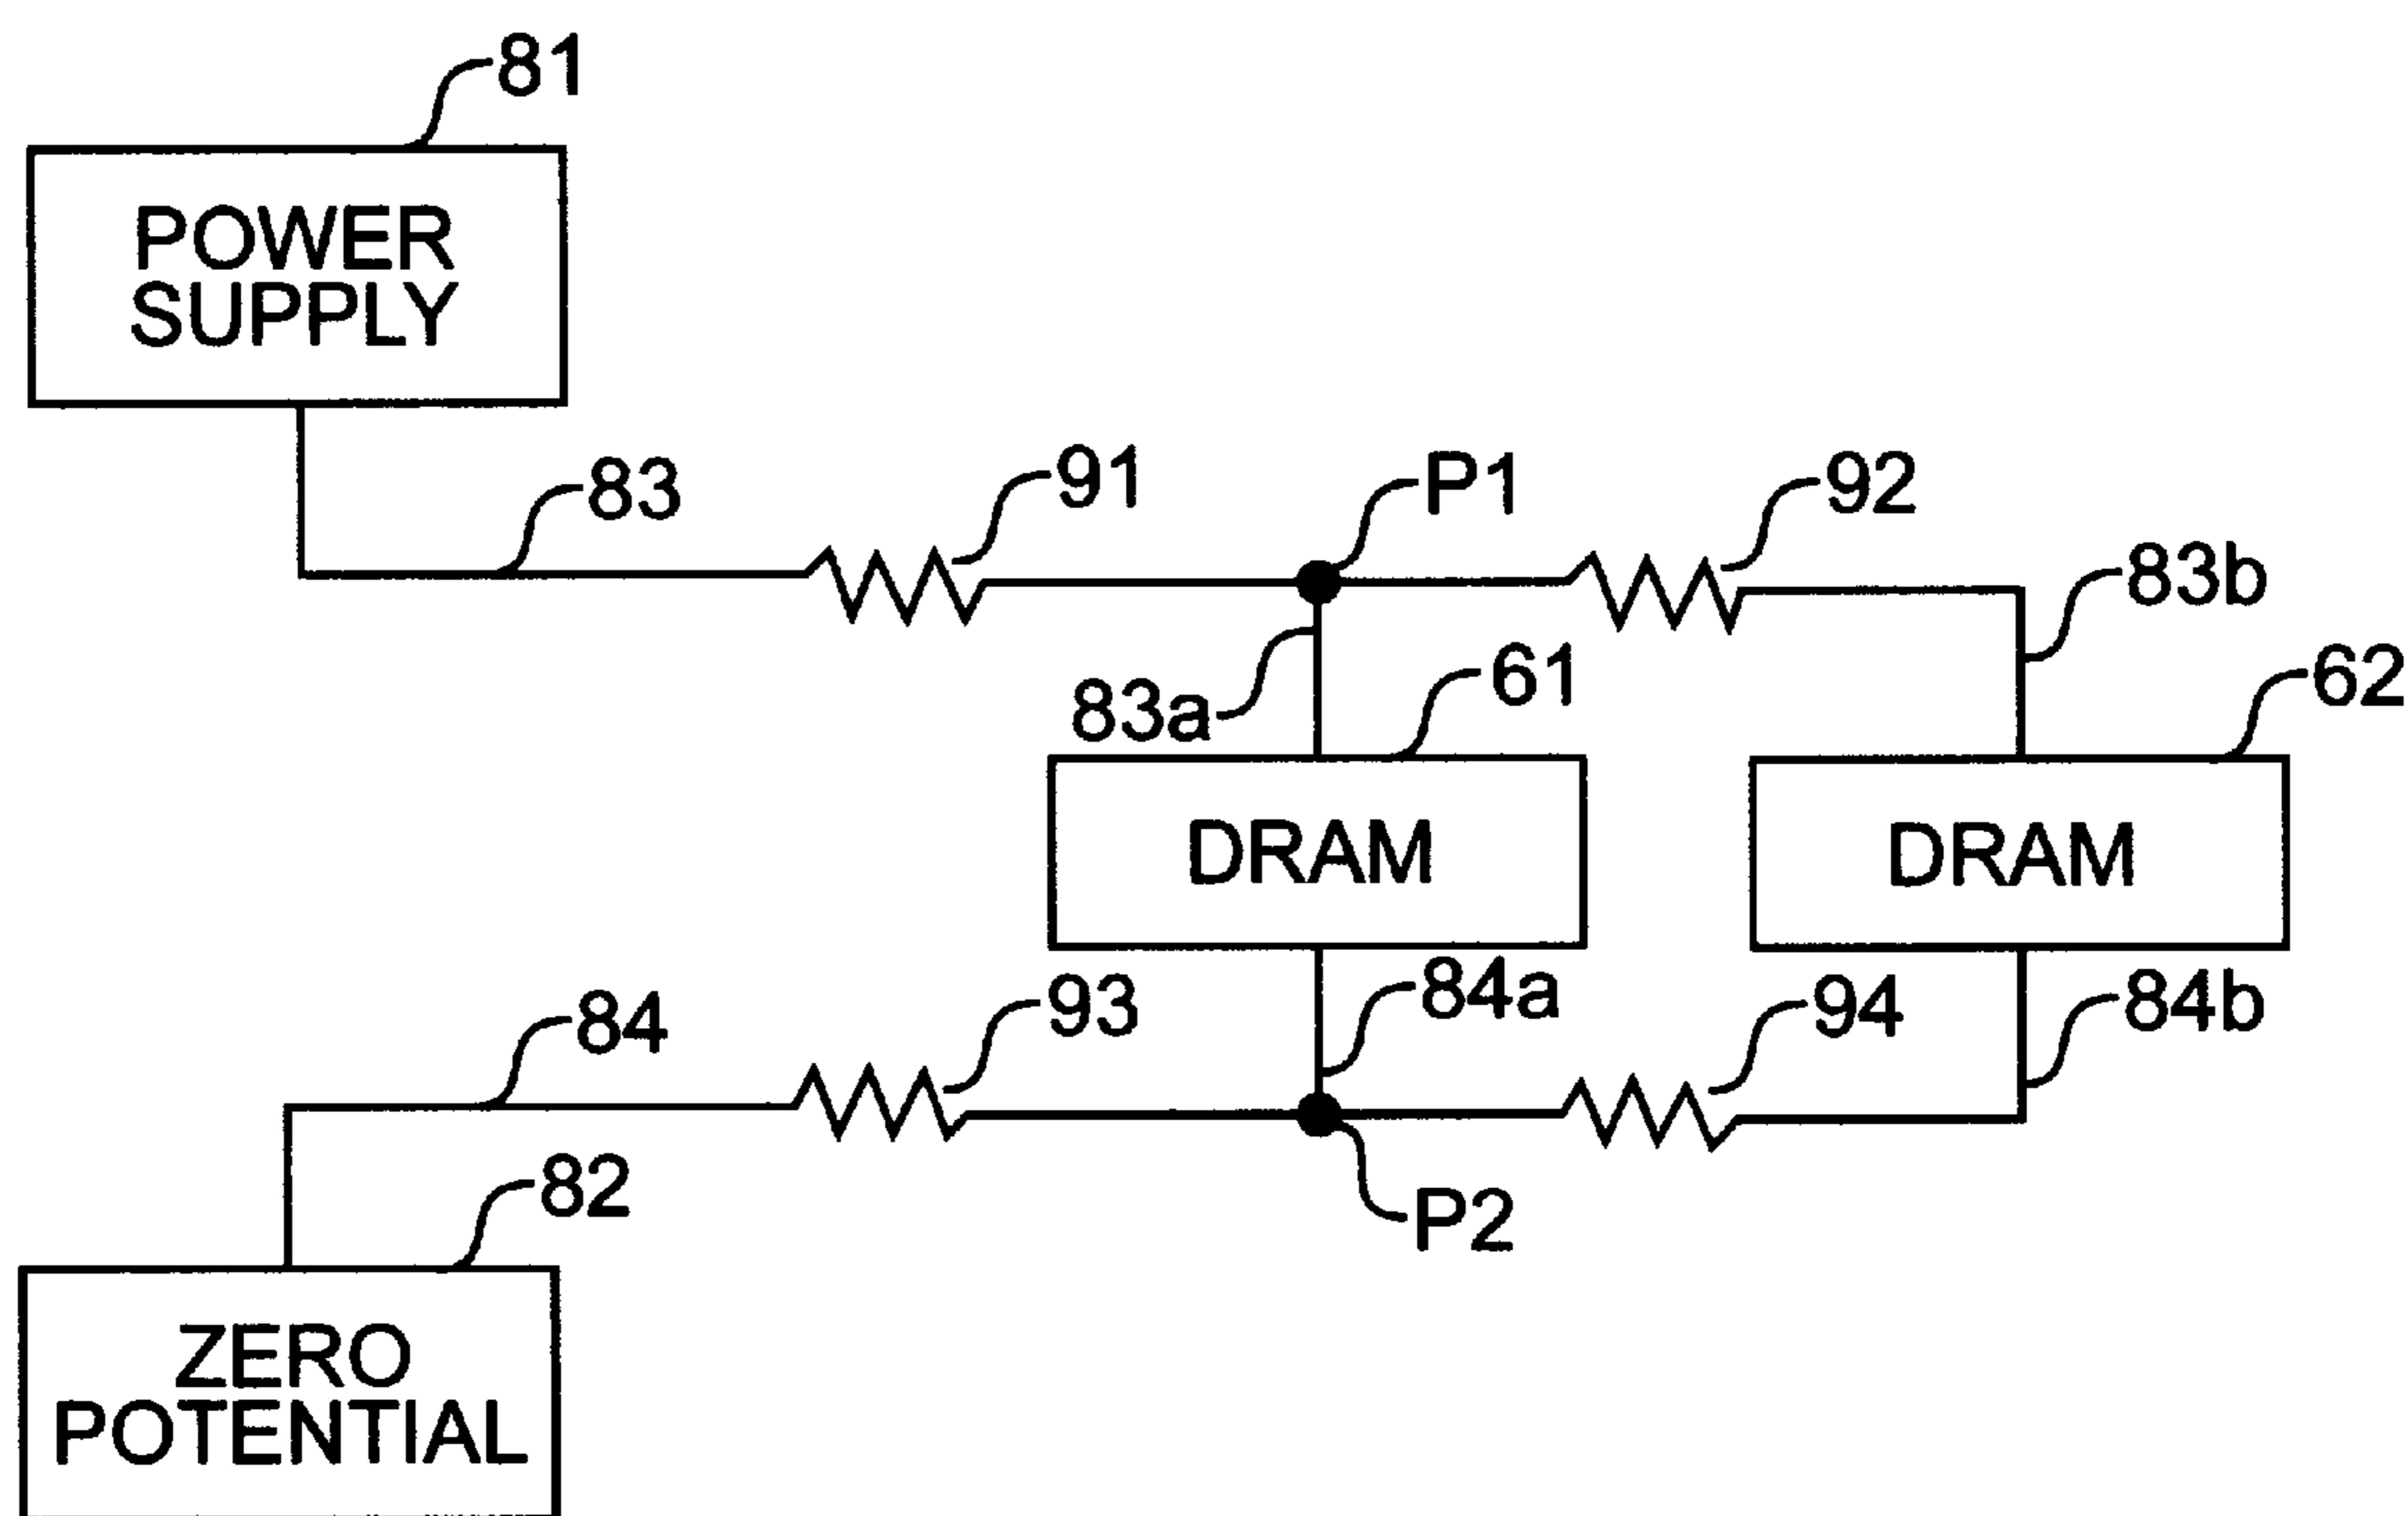 81
POWER
SUPPLY
83
91
P1
92
83b
83a
61
62
DRAM
DRAM
84
93
84a
94
84b
82
P2
ZERO
POTENTIAL